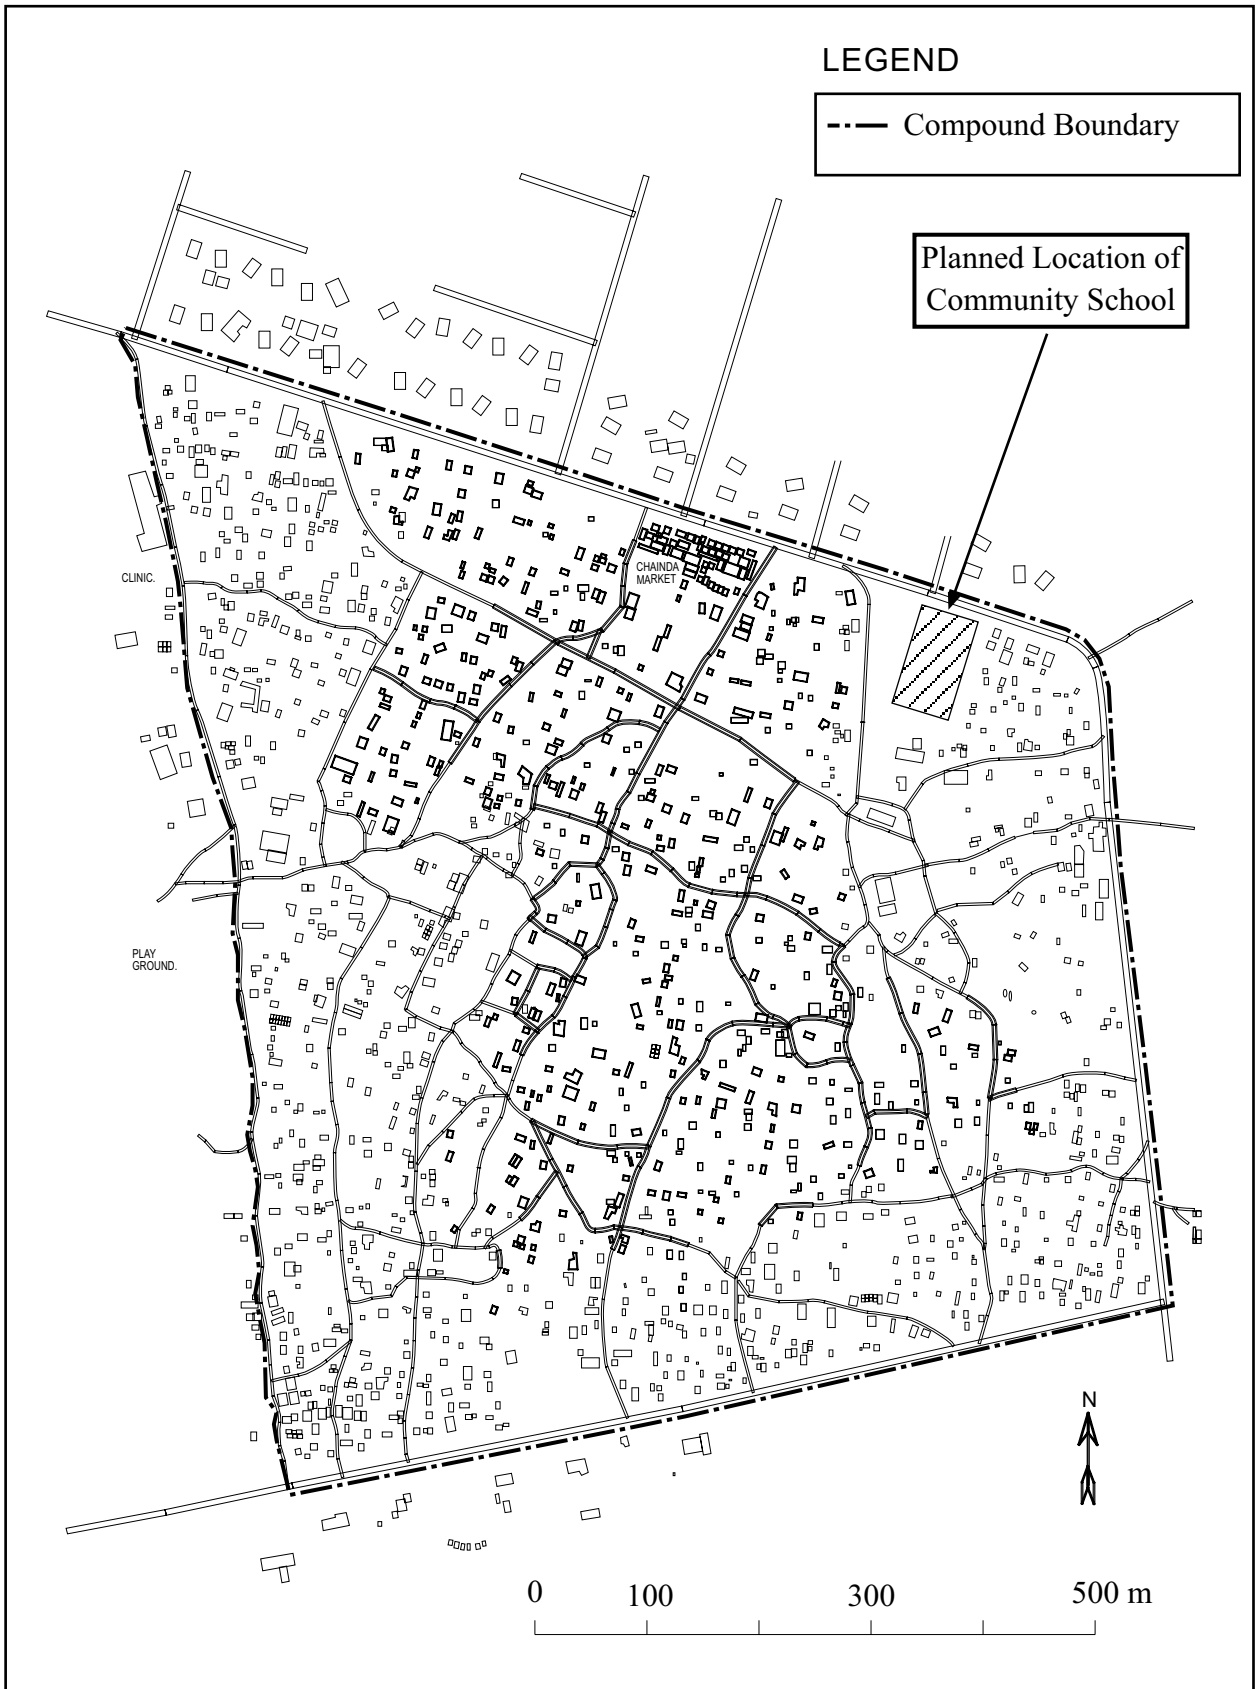 LEGEND
Compound Boundary
Planned Location of
Community School
CHAINDA
MARKET
CLINIC.
PLAY
GROUND.
N
0 100 300 500 m